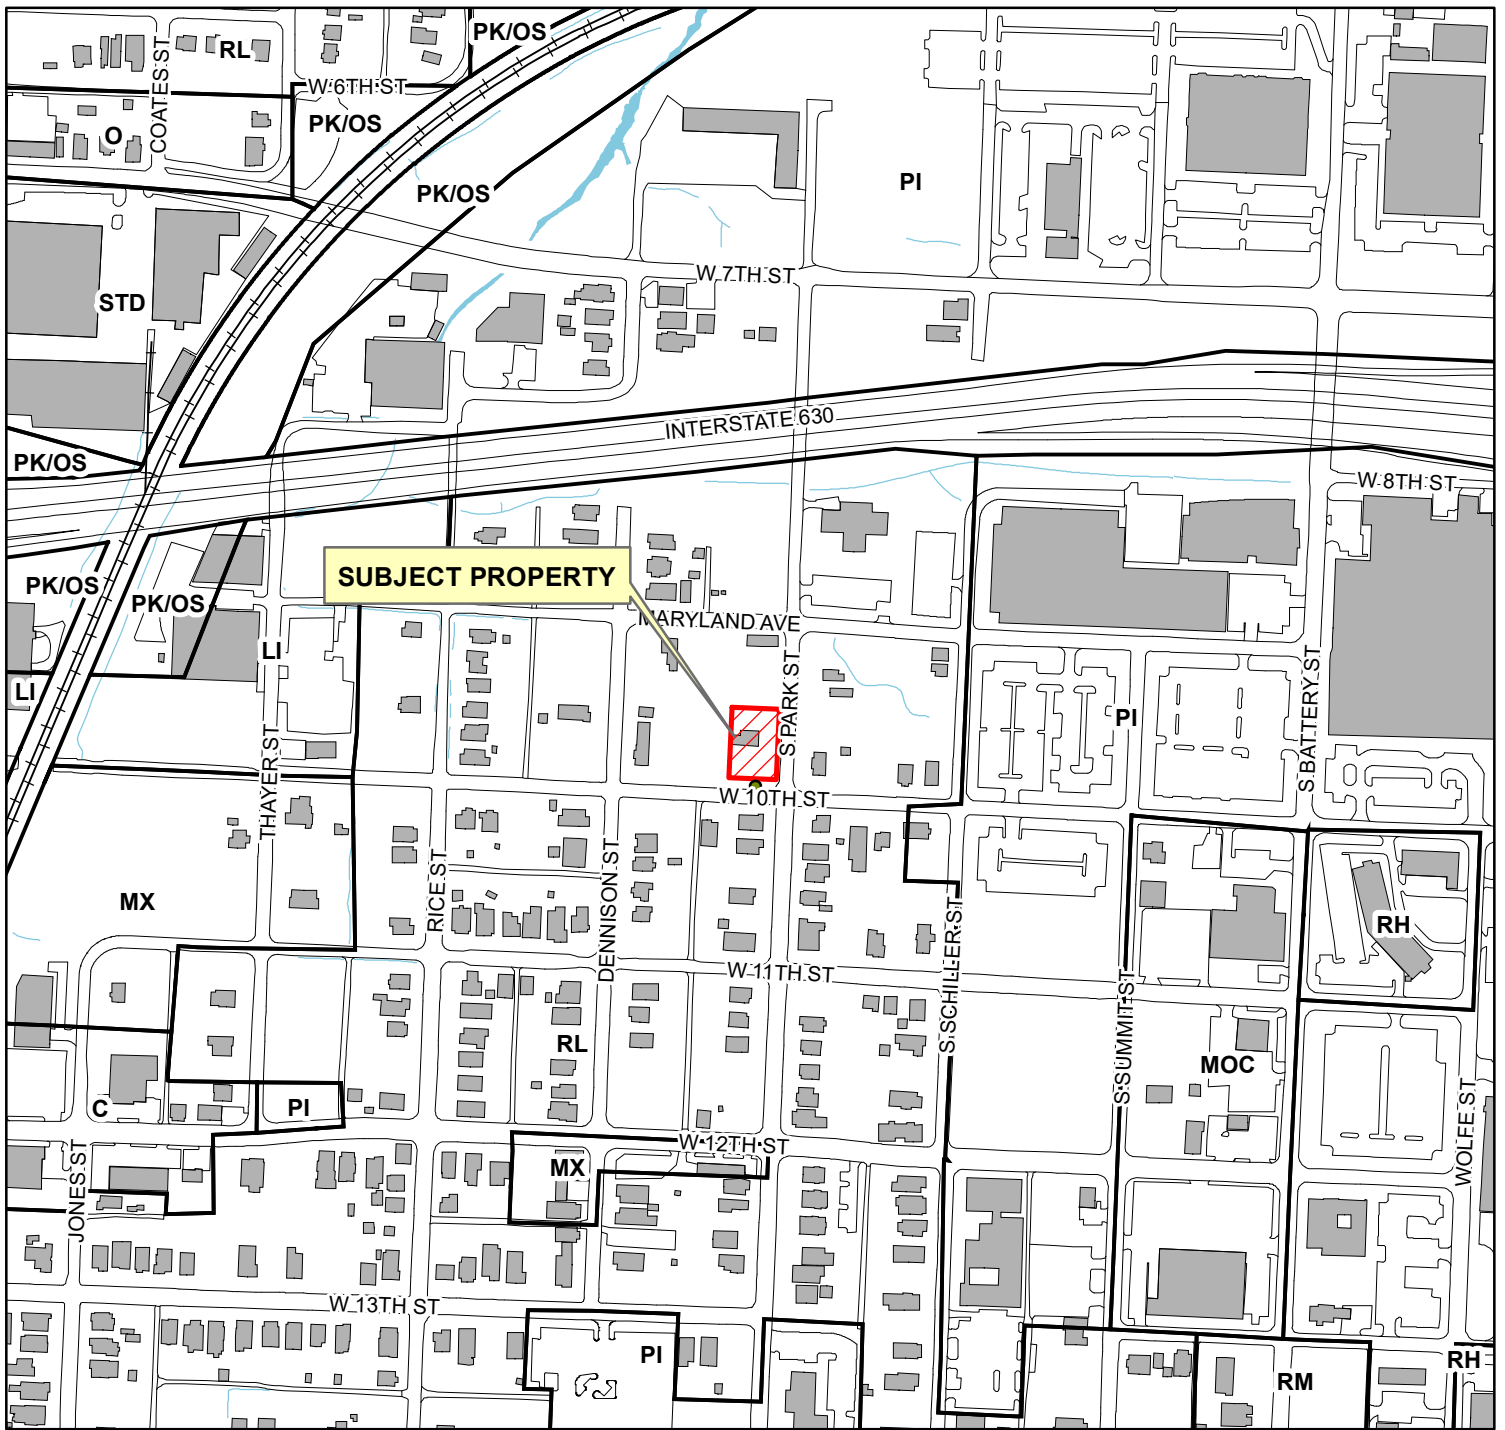 PK/OS
COATES ST
RL
W 6TH ST
PK/OS
O
PK/OS
PI
W 7TH ST
STD
INTERSTATE 630
PK/OS
W 8TH ST
SUBJECT PROPERTY
PK/OS
PK/OS
MARYLAND AVE
LI
LI
S PARK ST
S BATTERY ST
PI
THAYER ST
W 10TH ST
RICE ST
DENNISON ST
MX
S SCHILLER ST
RH
W 11TH ST
S SUMMIT ST
RL
MOC
C
PI
WOLFE ST
JONES ST
W 12TH ST
MX
W 13TH ST
PI
RH
RM